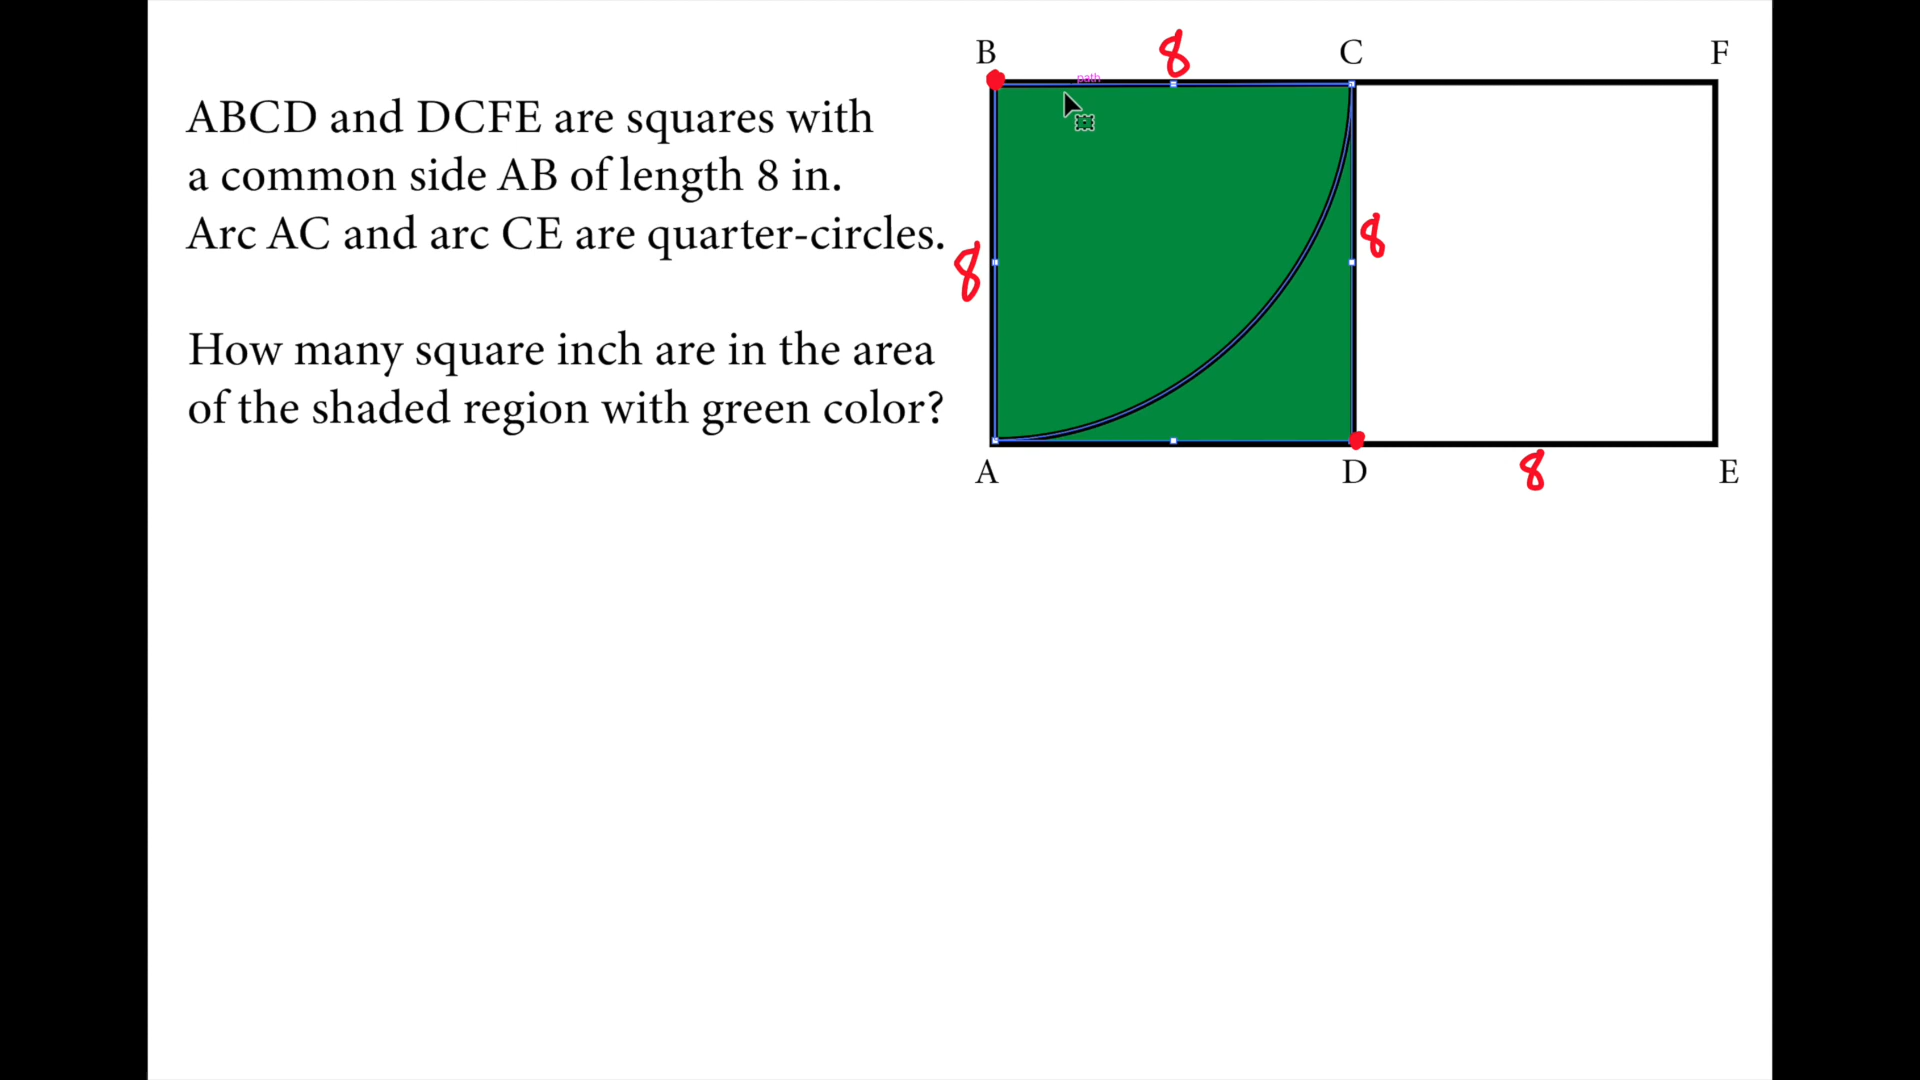 B
8
C
F
path
ABCD and DCFE are squares with
a common side AB of length 8 in.
Arc AC and arc CE are quarter-circles.
8
8
How many square inch are in the area
of the shaded region with green color?
A
D
8
E